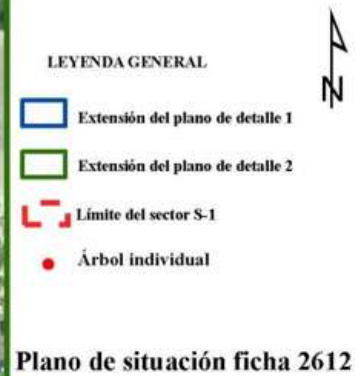 N
LEYENDA GENERAL
Extensión del plano de detalle 1
Extensión del plano de detalle 2
Límite del sector S-1
Árbol individual
Plano de situación ficha 2612